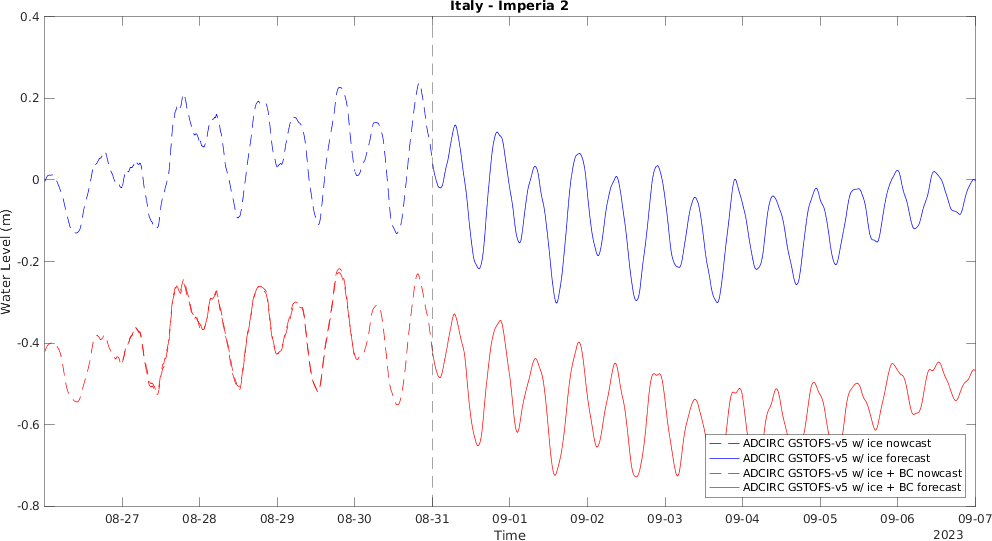 Italy - Imperia 2
Water Level (m)
0.4
0.2
0
-0.2
-0.4
-0.6
-0.8
ADCIRC GSTOFS-v5 w/ ice nowcast
ADCIRC GSTOFS-v5 w/ ice forecast
ADCIRC GSTOFS-v5 w/ ice + BC nowcast
ADCIRC GSTOFS-v5 w/ ice + BC forecast
08-27 08-28 08-29 08-30 08-31 09-01 09-02 09-03 09-04 09-05 09-06 09-07
Time
2023